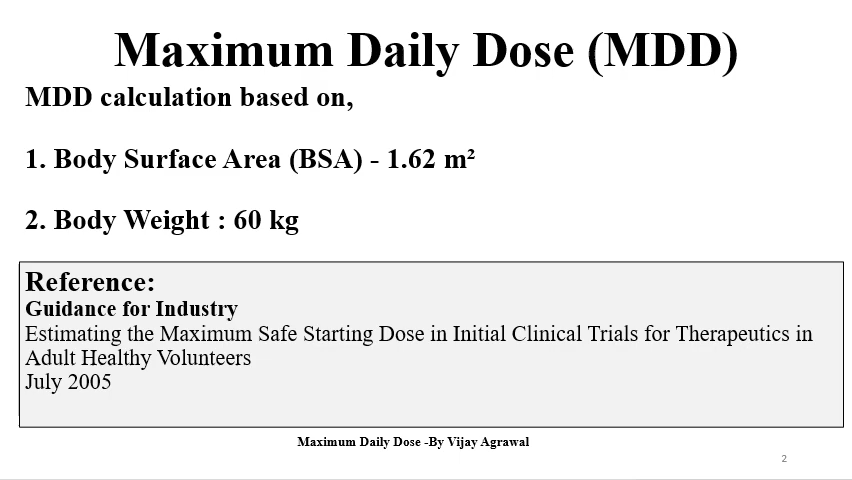 Maximum Daily Dose (MDD)
MDD calculation based on,
1. Body Surface Area (BSA) - 1.62 m²
2. Body Weight : 60 kg
Reference:
Guidance for Industry
Estimating the Maximum Safe Starting Dose in Initial Clinical Trials for Therapeutics in
Adult Healthy Volunteers
July 2005
Maximum Daily Dose -By Vijay Agrawal
2